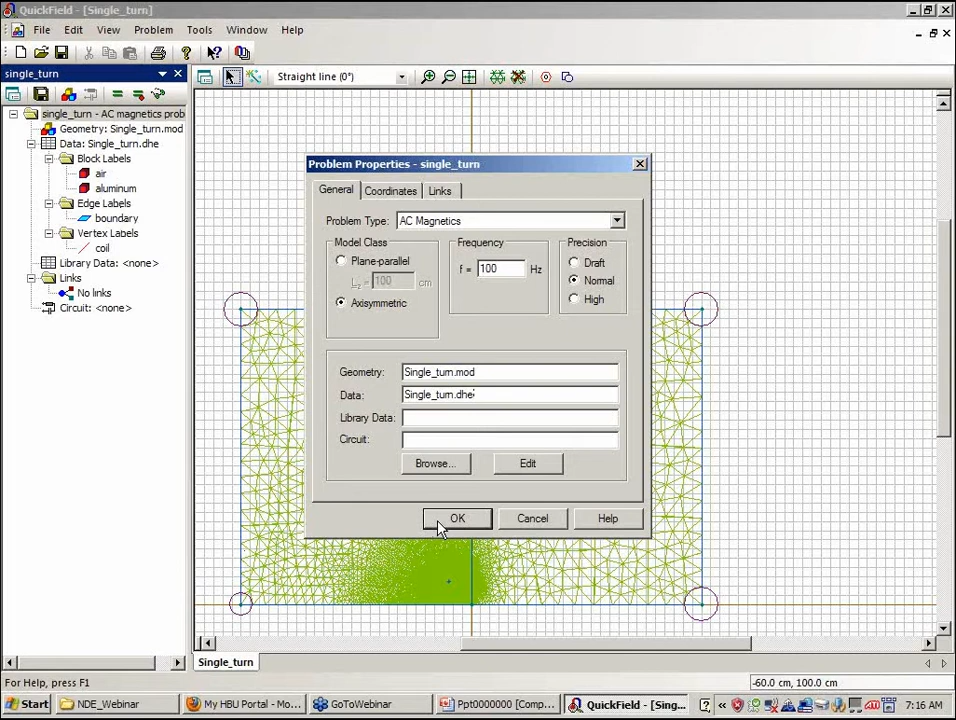 QuickField - [Single_turn]
File Edit View Problem Tools Window Help
single_turn
Straight line (0°)
single_turn - AC magnetics prob
Geometry: Single_turn.mod
Data: Single_turn.dhe
Block Labels
air
aluminum
Edge Labels
boundary
Vertex Labels
coil
Library Data: <none>
Links
No links
Circuit: <none>
Problem Properties - single_turn
General Coordinates Links
Problem Type: AC Magnetics
Model Class
Plane-parallel
Lz = 100 cm
Axisymmetric
Frequency
f = 100 Hz
Precision
Draft
Normal
High
Geometry: Single_turn.mod
Data: Single_turn.dhe
Library Data:
Circuit:
Browse... Edit
OK Cancel Help
Single_turn
For Help, press F1
-60.0 cm, 100.0 cm
Start NDE_Webinar My HBU Portal - Mo... GoToWebinar Ppt0000000 [Comp... QuickField - [Sing... 7:16 AM